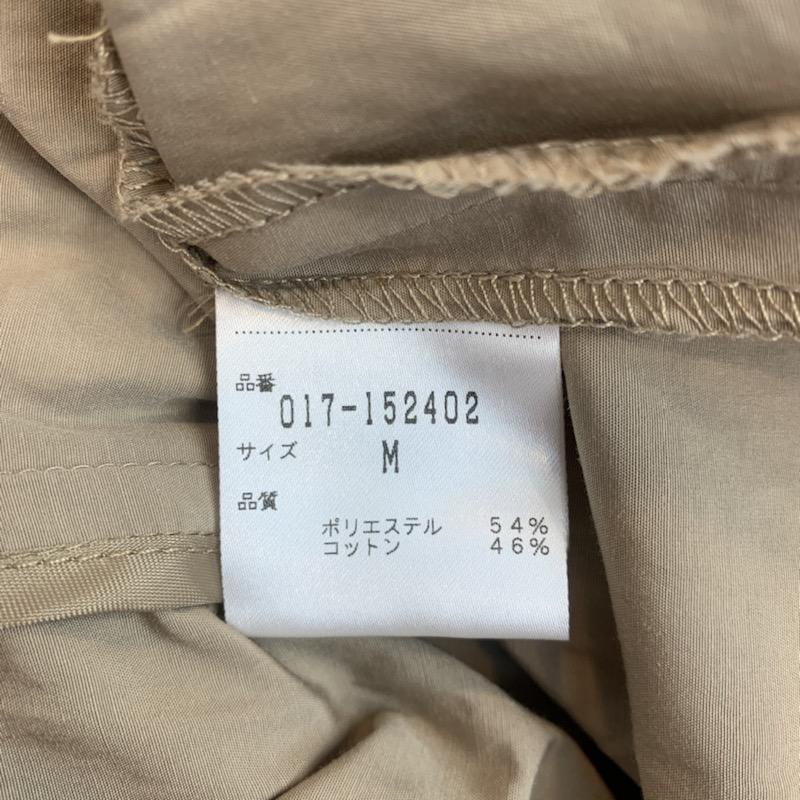 品番
017-152402
サイズ
M
品質
ポリエステル 54%
コットン 46%